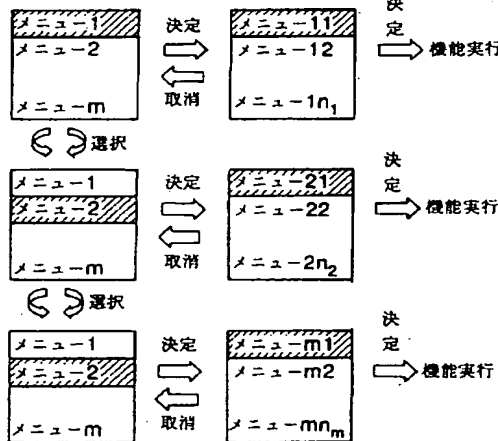 メニュー1
メニュー2
メニューm
決定
取消
メニュー11
メニュー12
メニュー1n₁
決定
機能実行
選択
メニュー1
メニュー2
メニューm
決定
取消
メニュー21
メニュー22
メニュー2n₂
決定
機能実行
選択
メニュー1
メニュー2
メニューm
決定
取消
メニューm1
メニューm2
メニューmnₘ
決定
機能実行